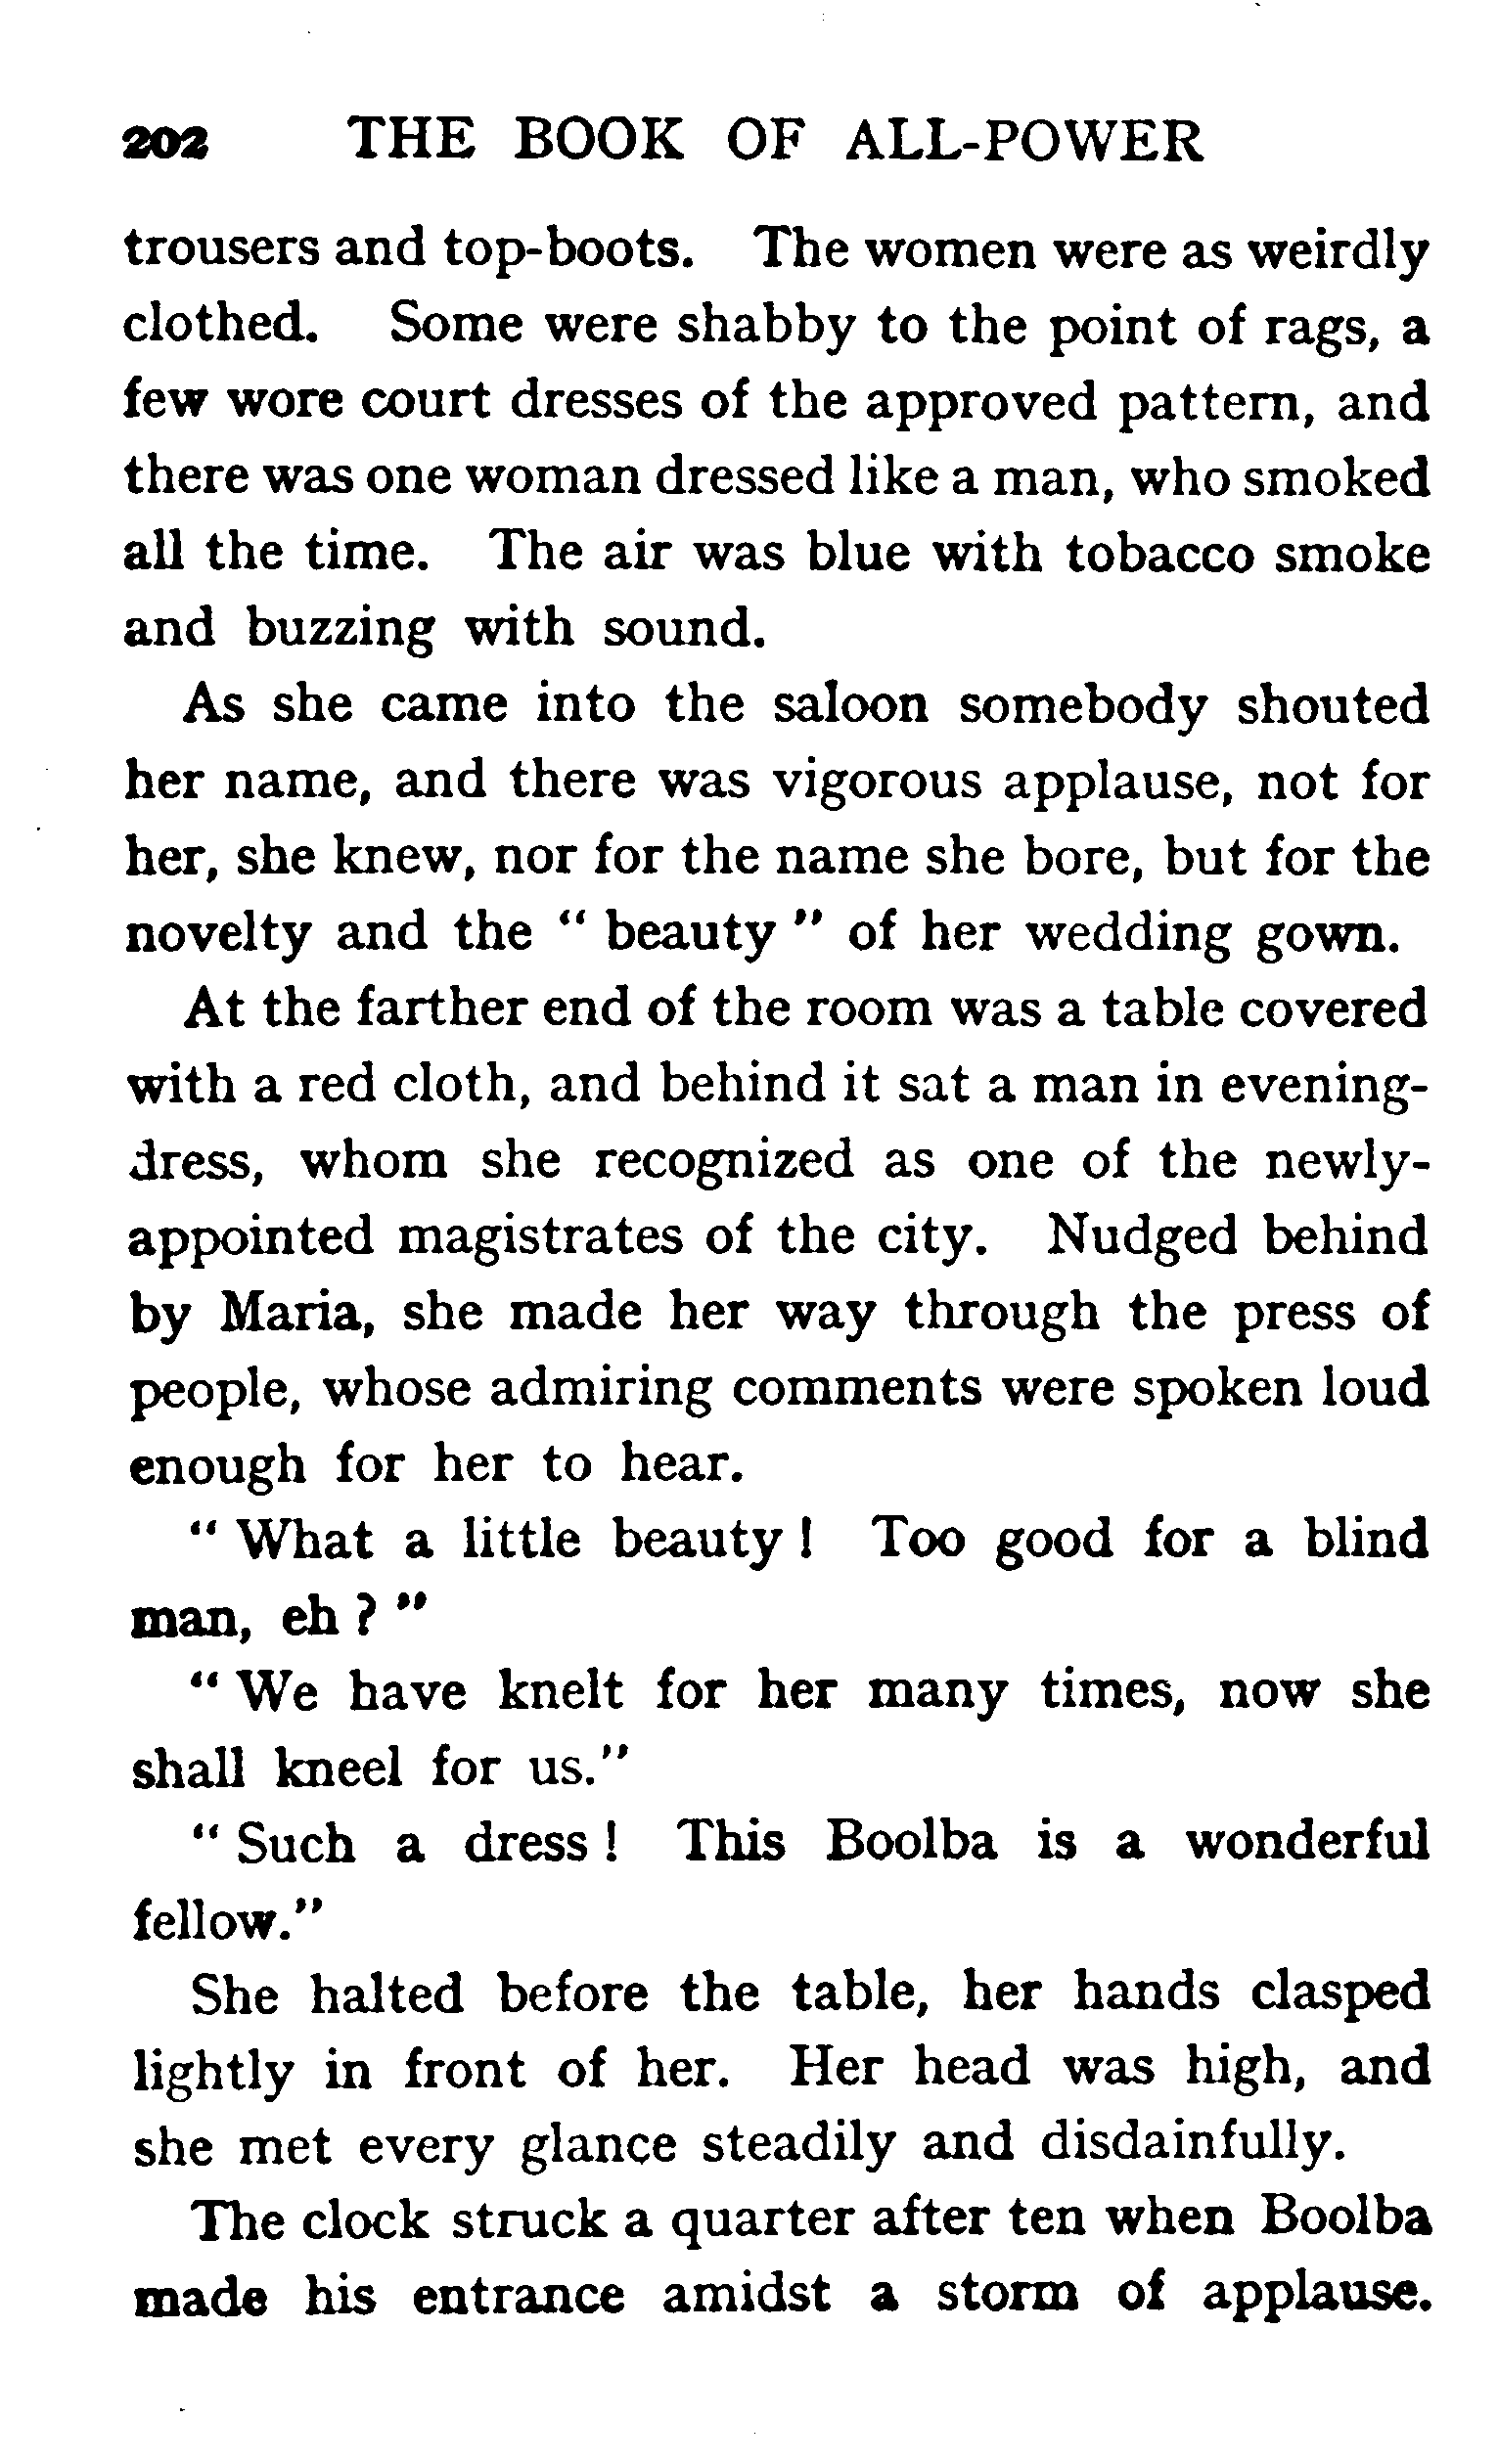 202 THE BOOK OF ALL-POWER
trousers and top-boots. The women were as weirdly
clothed. Some were shabby to the point of rags, a
few wore court dresses of the approved pattern, and
there was one woman dressed like a man, who smoked
all the time. The air was blue with tobacco smoke
and buzzing with sound.
As she came into the saloon somebody shouted
her name, and there was vigorous applause, not for
her, she knew, nor for the name she bore, but for the
novelty and the " beauty " of her wedding gown.
At the farther end of the room was a table covered
with a red cloth, and behind it sat a man in evening-
dress, whom she recognized as one of the newly-
appointed magistrates of the city. Nudged behind
by Maria, she made her way through the press of
people, whose admiring comments were spoken loud
enough for her to hear.
" What a little beauty ! Too good for a blind
man, eh ? "
" We have knelt for her many times, now she
shall kneel for us."
" Such a dress ! This Boolba is a wonderful
fellow."
She halted before the table, her hands clasped
lightly in front of her. Her head was high, and
she met every glance steadily and disdainfully.
The clock struck a quarter after ten when Boolba
made his entrance amidst a storm of applause.